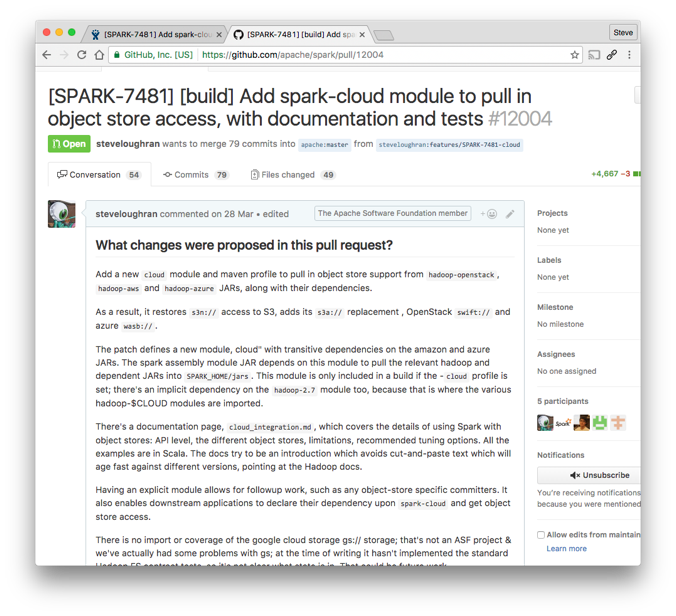 Steve
[SPARK-7481] Add spark-clou
[SPARK-7481] [build] Add spa
GitHub, Inc. [US] https://github.com/apache/spark/pull/12004
[SPARK-7481] [build] Add spark-cloud module to pull in
object store access, with documentation and tests #12004
Open steveloughran wants to merge 79 commits into apache:master from steveloughran:features/SPARK-7481-cloud
Conversation 54 Commits 79 Files changed 49 +4,667 −3
steveloughran commented on 28 Mar • edited The Apache Software Foundation member
What changes were proposed in this pull request?
Add a new cloud module and maven profile to pull in object store support from hadoop-openstack ,
hadoop-aws and hadoop-azure JARs, along with their dependencies.
As a result, it restores s3n:// access to S3, adds its s3a:// replacement , OpenStack swift:// and
azure wasb:// .
The patch defines a new module, cloud" with transitive dependencies on the amazon and azure
JARs. The spark assembly module JAR depends on this module to pull the relevant hadoop and
dependent JARs into SPARK_HOME/jars . This module is only included in a build if the - cloud profile is
set; there's an implicit dependency on the hadoop-2.7 module too, because that is where the various
hadoop-$CLOUD modules are imported.
There's a documentation page, cloud_integration.md , which covers the details of using Spark with
object stores: API level, the different object stores, limitations, recommended tuning options. All the
examples are in Scala. The docs try to be an introduction which avoids cut-and-paste text which will
age fast against different versions, pointing at the Hadoop docs.
Having an explicit module allows for followup work, such as any object-store specific committers. It
also enables downstream applications to declare their dependency upon spark-cloud and get object
store access.
There is no import or coverage of the google cloud storage gs:// storage; that's not an ASF project &
we've actually had some problems with gs; at the time of writing it hasn't implemented the standard
Projects
None yet
Labels
None yet
Milestone
No milestone
Assignees
No one assigned
5 participants
Spark
Notifications
Unsubscribe
You're receiving notifications
because you were mentioned
Allow edits from maintain
Learn more